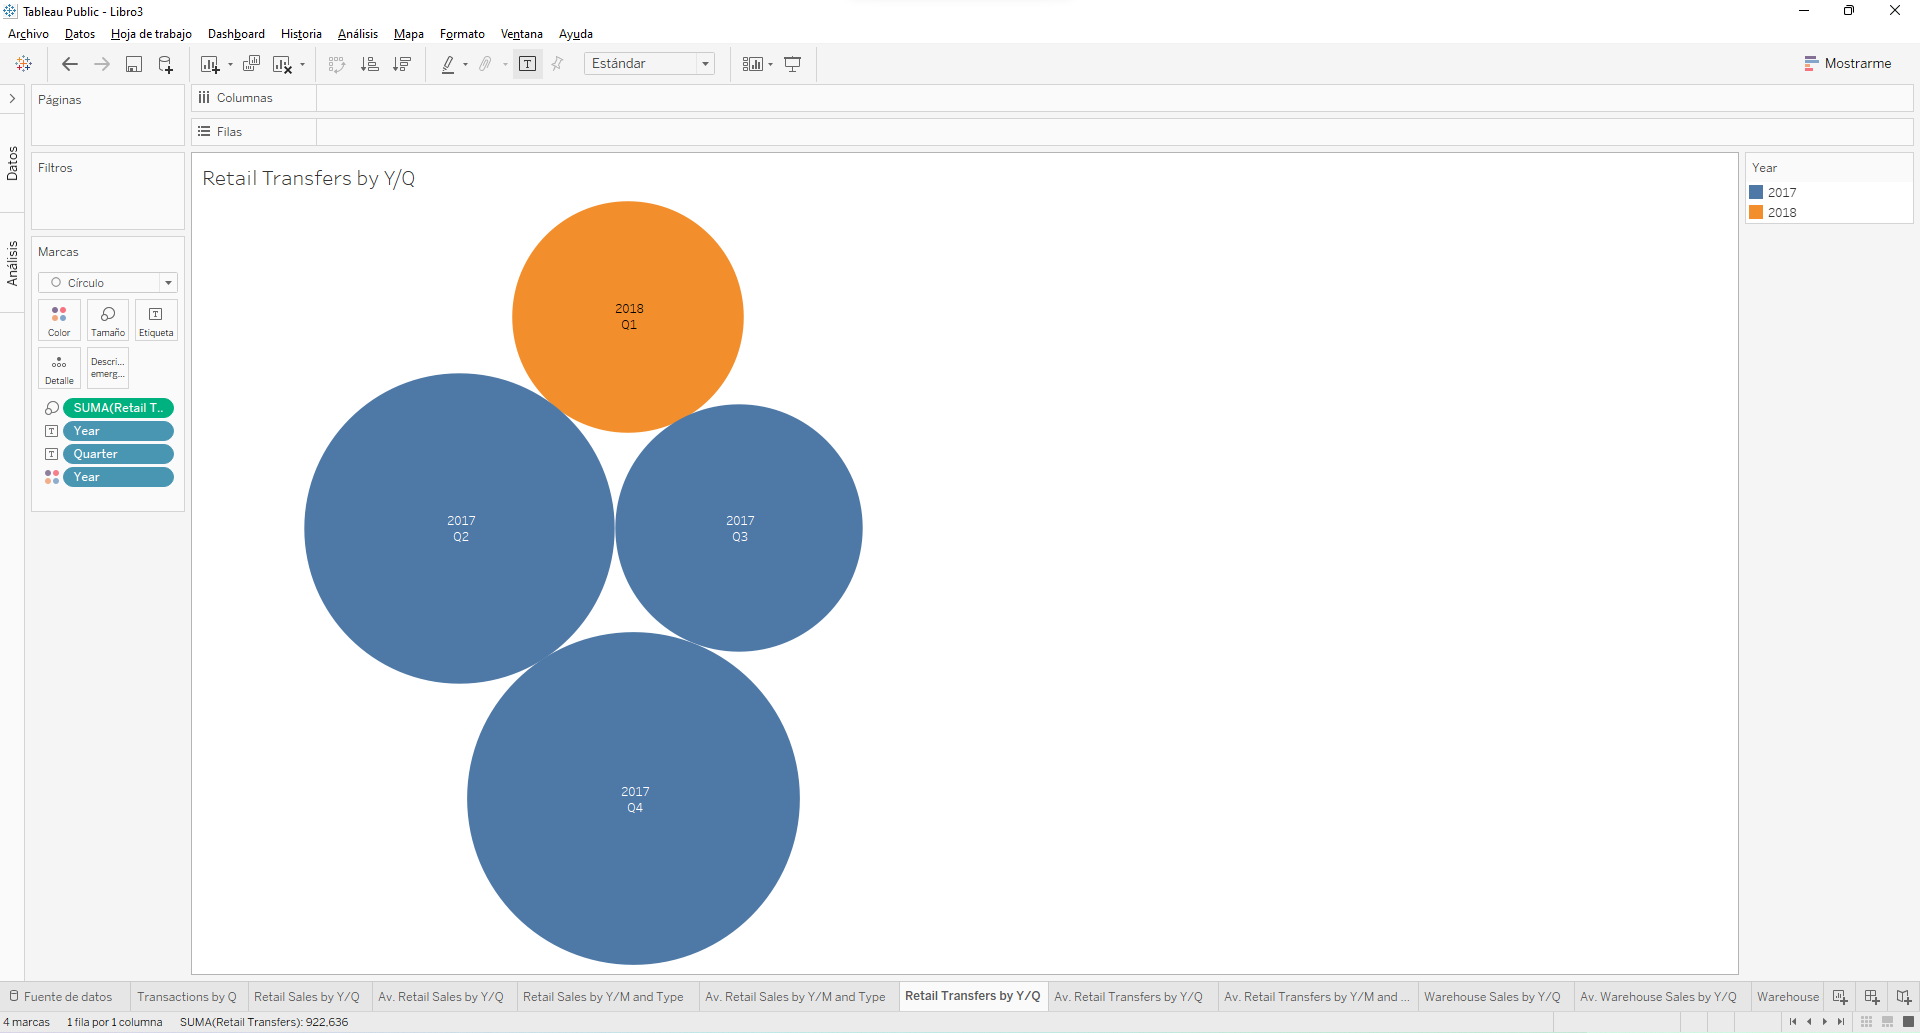 Tableau Public - Libro3
Archivo Datos Hoja de trabajo Dashboard Historia Análisis Mapa Formato Ventana Ayuda
Estándar
Mostrarme
Datos
Análisis
Páginas
Filtros
Marcas
Círculo
Color Tamaño Etiqueta
Detalle
Descri...
emerg...
SUMA(Retail T..
Year
Quarter
Year
Columnas
Filas
Retail Transfers by Y/Q
2018
Q1
2017
Q2
2017
Q3
2017
Q4
Year
2017
2018
Fuente de datos Transactions by Q Retail Sales by Y/Q Av. Retail Sales by Y/Q Retail Sales by Y/M and Type Av. Retail Sales by Y/M and Type Retail Transfers by Y/Q Av. Retail Transfers by Y/Q Av. Retail Transfers by Y/M and ... Warehouse Sales by Y/Q Av. Warehouse Sales by Y/Q Warehouse
4 marcas 1 fila por 1 columna SUMA(Retail Transfers): 922,636